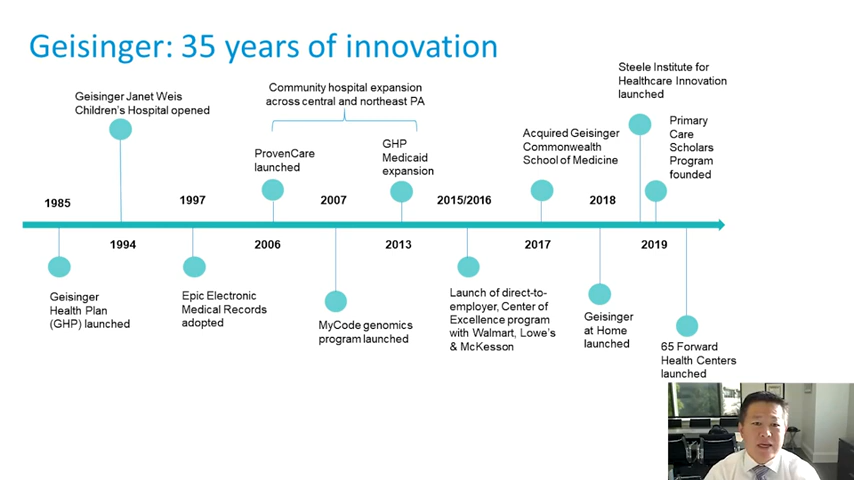 Geisinger: 35 years of innovation
Steele Institute for
Healthcare Innovation
launched
Community hospital expansion
across central and northeast PA
Geisinger Janet Weis
Children's Hospital opened
Primary
Care
Scholars
Program
founded
Acquired Geisinger
Commonwealth
School of Medicine
GHP
Medicaid
expansion
ProvenCare
launched
1985
1997
2007
2015/2016
2018
1994
2006
2013
2017
2019
Geisinger
Health Plan
(GHP) launched
Epic Electronic
Medical Records
adopted
MyCode genomics
program launched
Launch of direct-to-
employer, Center of
Excellence program
with Walmart, Lowe's
& McKesson
Geisinger
at Home
launched
65 Forward
Health Centers
launched